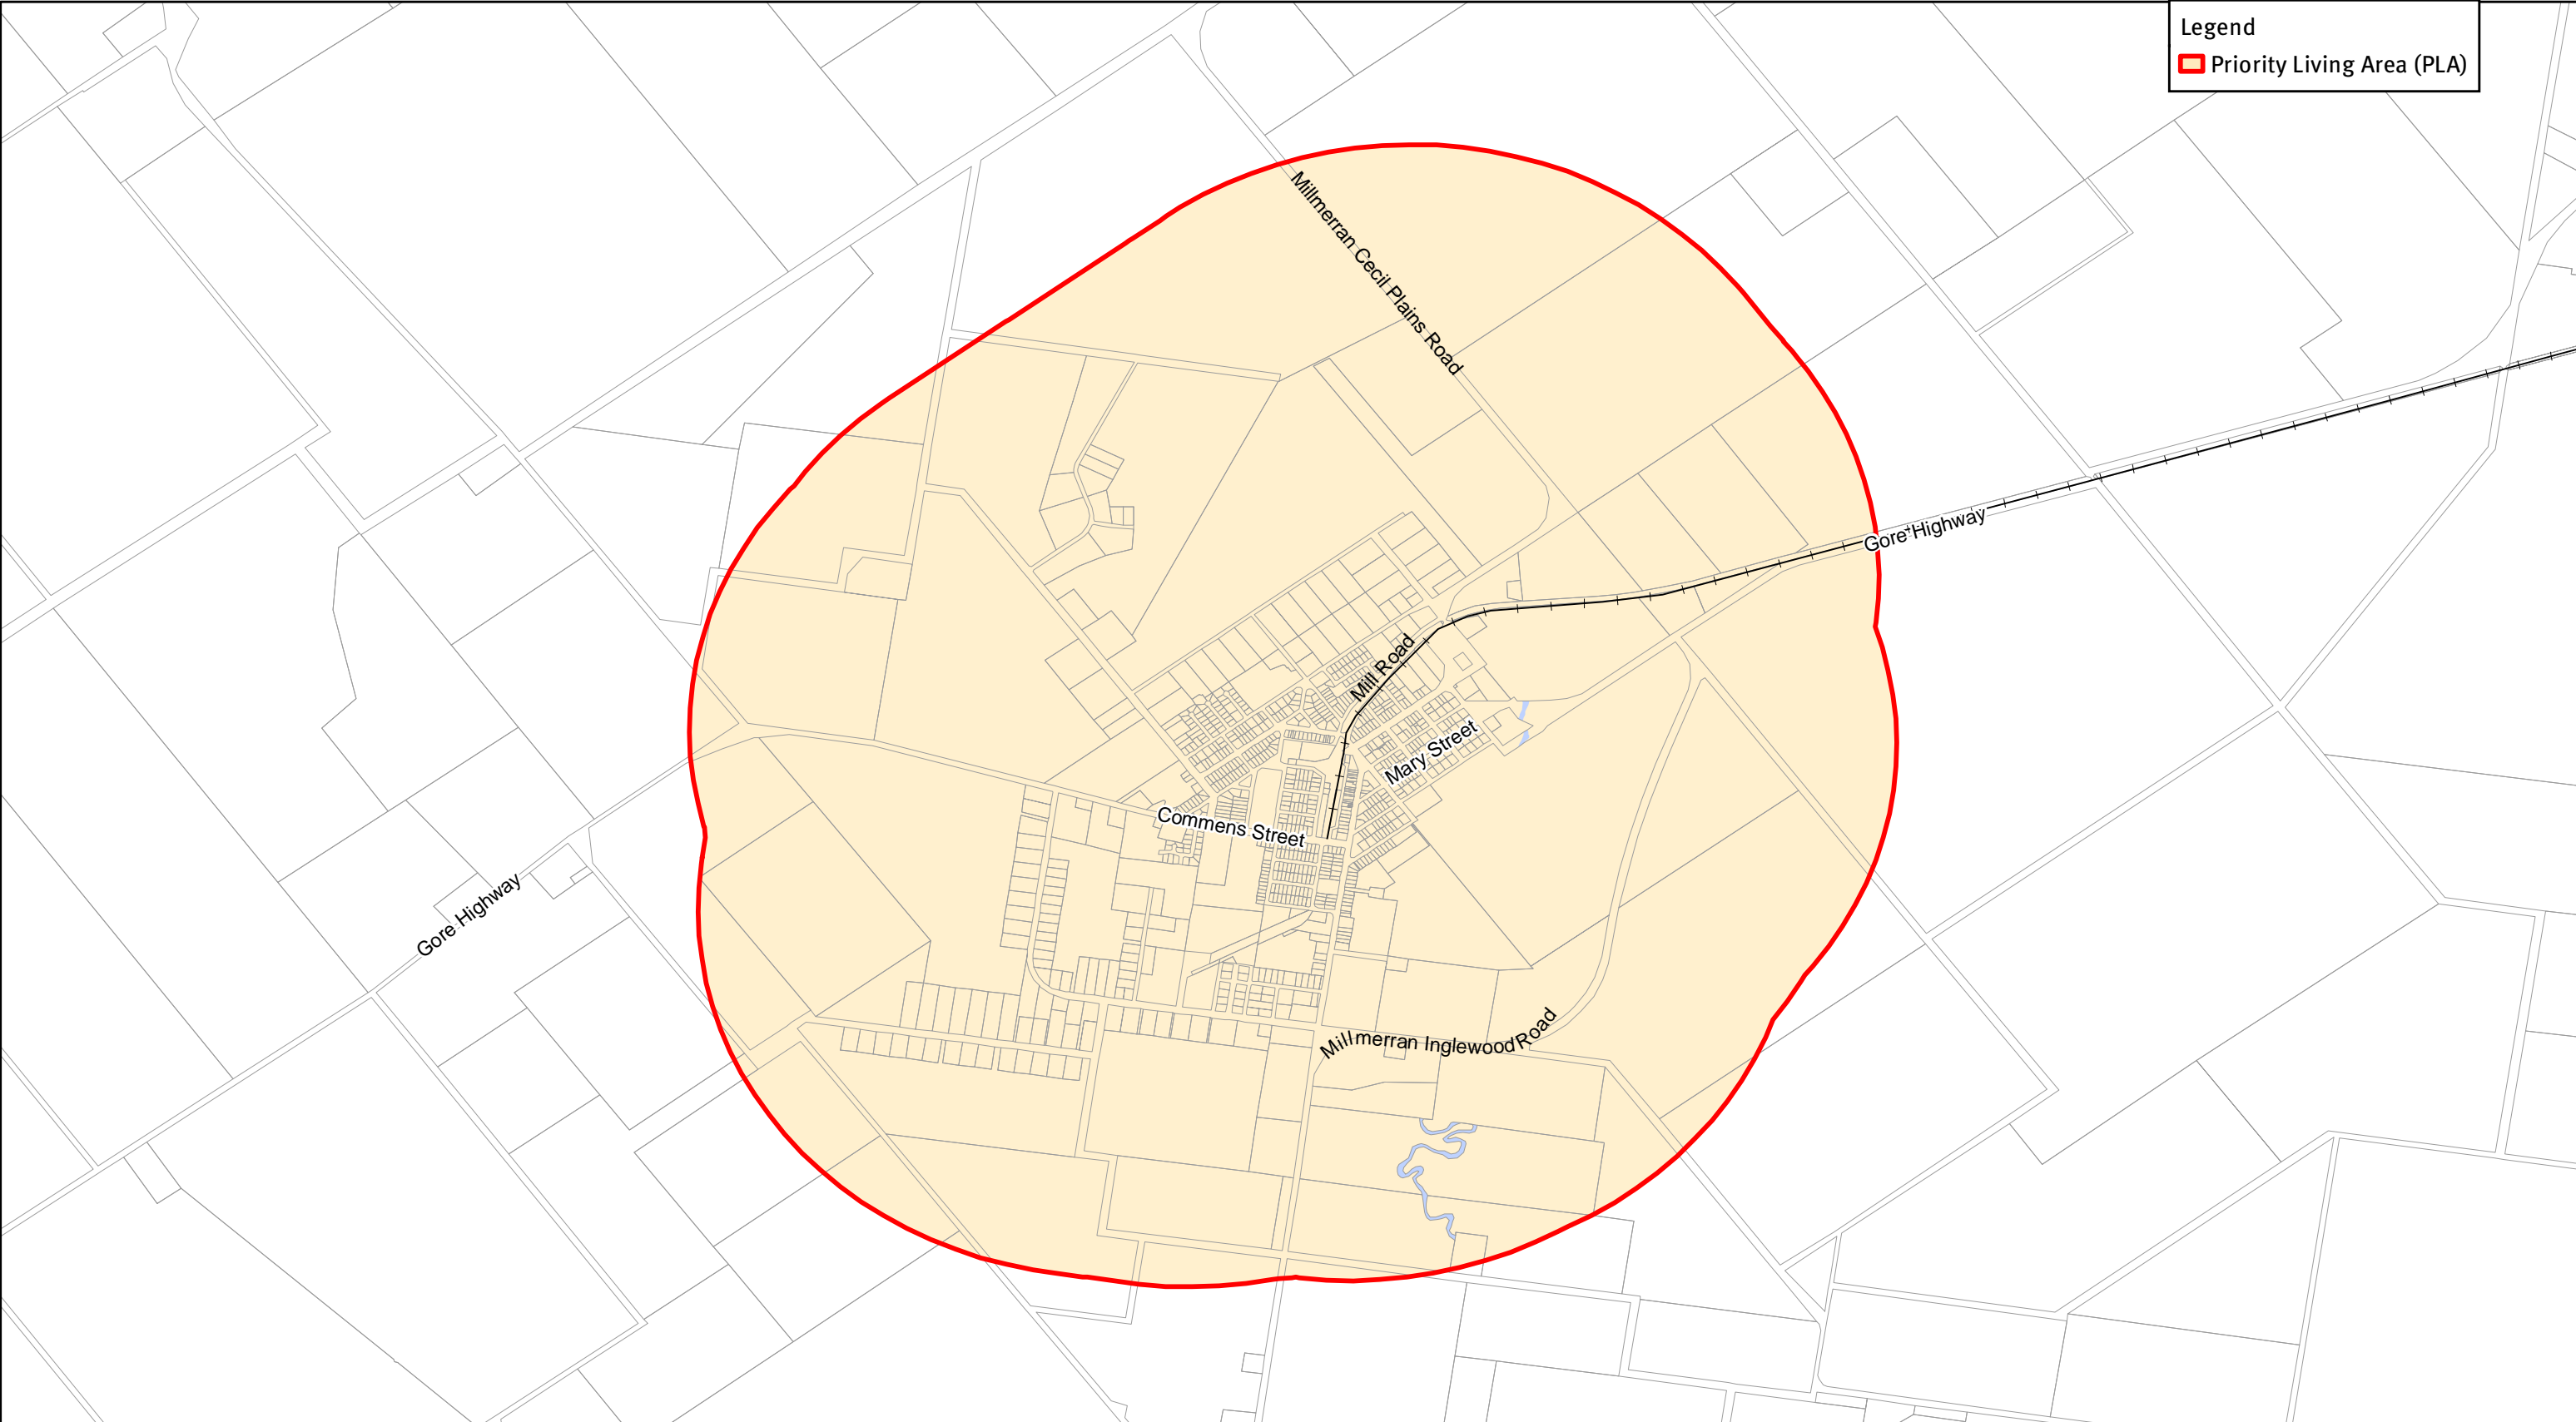 Legend
Priority Living Area (PLA)
Millmerran Cecil Plains Road
Gore Highway
Mill Road
Mary Street
Commens Street
Gore Highway
Millmerran Inglewood Road